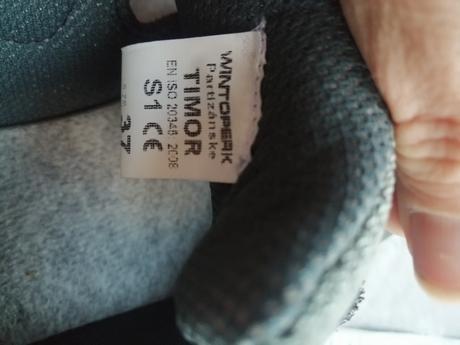 WINTOPERK
Partizánske
TIMOR
EN ISO 20345 2008
S1 CE
37